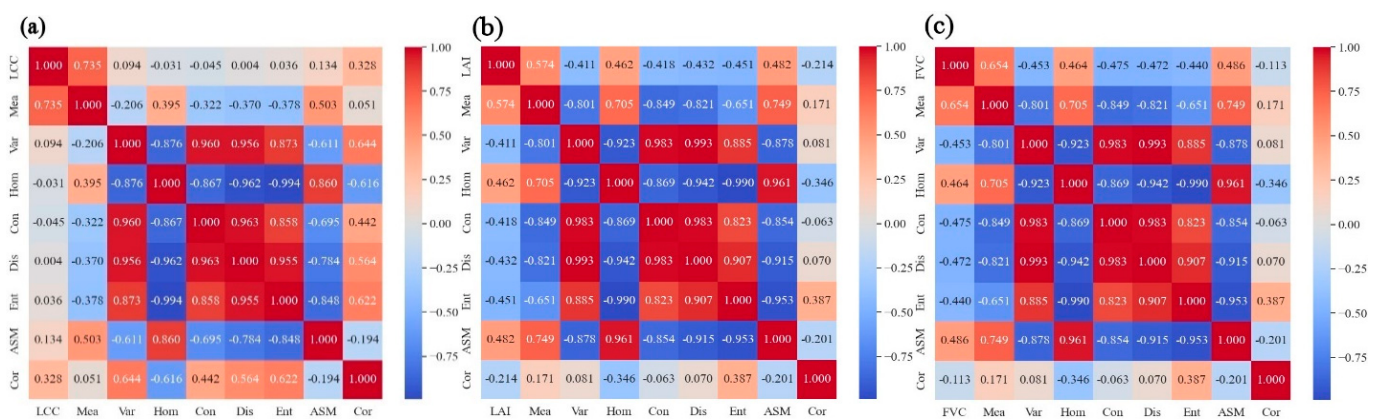 (a)
LCC 1.000 0.735 0.094 -0.031 -0.045 0.004 0.036 0.134 0.328
Mea 0.735 1.000 -0.206 0.395 -0.322 -0.370 -0.378 0.503 0.051
Var 0.094 -0.206 1.000 -0.876 0.960 0.956 0.873 -0.611 0.644
Hom -0.031 0.395 -0.876 1.000 -0.867 -0.962 -0.994 0.860 -0.616
Con -0.045 -0.322 0.960 -0.867 1.000 0.963 0.858 -0.695 0.442
Dis 0.004 -0.370 0.956 -0.962 0.963 1.000 0.955 -0.784 0.564
Ent 0.036 -0.378 0.873 -0.994 0.858 0.955 1.000 -0.848 0.622
ASM 0.134 0.503 -0.611 0.860 -0.695 -0.784 -0.848 1.000 -0.194
Cor 0.328 0.051 0.644 -0.616 0.442 0.564 0.622 -0.194 1.000
LCC Mea Var Hom Con Dis Ent ASM Cor
1.00
0.75
0.50
0.25
0.00
-0.25
-0.50
-0.75
(b)
LAI 1.000 0.574 -0.411 0.462 -0.418 -0.432 -0.451 0.482 -0.214
Mea 0.574 1.000 -0.801 0.705 -0.849 -0.821 -0.651 0.749 0.171
Var -0.411 -0.801 1.000 -0.923 0.983 0.993 0.885 -0.878 0.081
Hom 0.462 0.705 -0.923 1.000 -0.869 -0.942 -0.990 0.961 -0.346
Con -0.418 -0.849 0.983 -0.869 1.000 0.983 0.823 -0.854 -0.063
Dis -0.432 -0.821 0.993 -0.942 0.983 1.000 0.907 -0.915 0.070
Ent -0.451 -0.651 0.885 -0.990 0.823 0.907 1.000 -0.953 0.387
ASM 0.482 0.749 -0.878 0.961 -0.854 -0.915 -0.953 1.000 -0.201
Cor -0.214 0.171 0.081 -0.346 -0.063 0.070 0.387 -0.201 1.000
LAI Mea Var Hom Con Dis Ent ASM Cor
1.00
0.75
0.50
0.25
0.00
-0.25
-0.50
-0.75
(c)
FVC 1.000 0.654 -0.453 0.464 -0.475 -0.472 -0.440 0.486 -0.113
Mea 0.654 1.000 -0.801 0.705 -0.849 -0.821 -0.651 0.749 0.171
Var -0.453 -0.801 1.000 -0.923 0.983 0.993 0.885 -0.878 0.081
Hom 0.464 0.705 -0.923 1.000 -0.869 -0.942 -0.990 0.961 -0.346
Con -0.475 -0.849 0.983 -0.869 1.000 0.983 0.823 -0.854 -0.063
Dis -0.472 -0.821 0.993 -0.942 0.983 1.000 0.907 -0.915 0.070
Ent -0.440 -0.651 0.885 -0.990 0.823 0.907 1.000 -0.953 0.387
ASM 0.486 0.749 -0.878 0.961 -0.854 -0.915 -0.953 1.000 -0.201
Cor -0.113 0.171 0.081 -0.346 -0.063 0.070 0.387 -0.201 1.000
FVC Mea Var Hom Con Dis Ent ASM Cor
1.00
0.75
0.50
0.25
0.00
-0.25
-0.50
-0.75